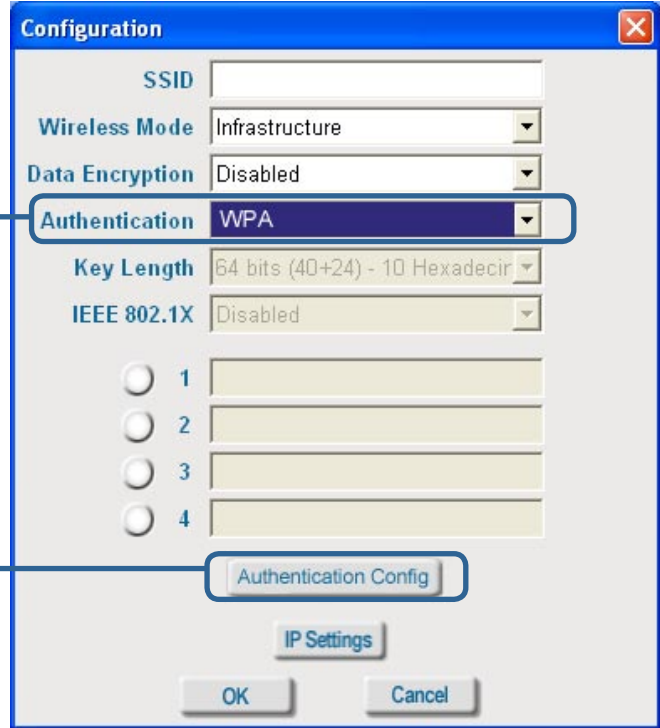 Configuration
SSID
Wireless Mode Infrastructure
Data Encryption Disabled
Authentication WPA
Key Length 64 bits (40+24) - 10 Hexadecir
IEEE 802.1X Disabled
1
2
3
4
Authentication Config
IP Settings
OK Cancel